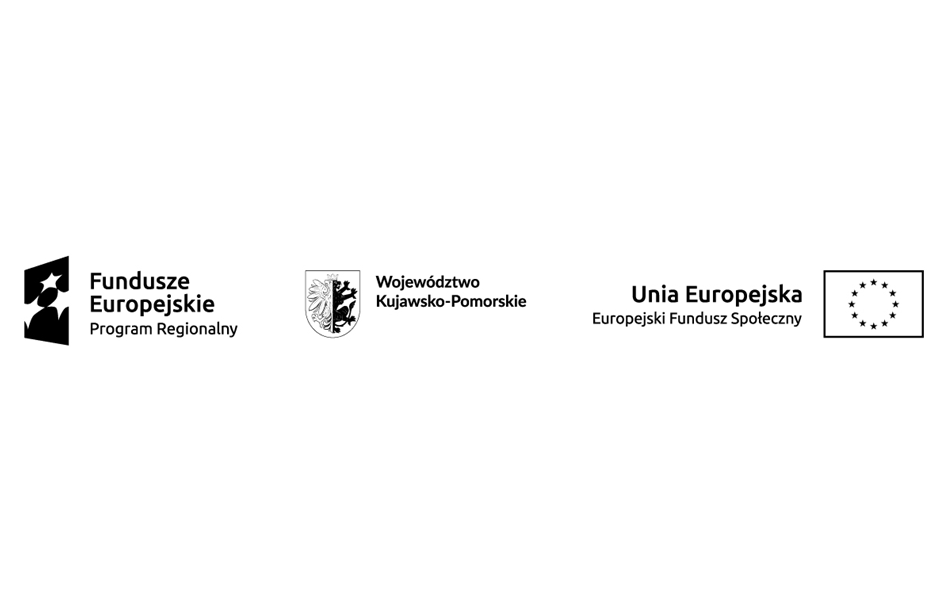 Fundusze
Europejskie
Program Regionalny
Województwo
Kujawsko-Pomorskie
Unia Europejska
Europejski Fundusz Społeczny